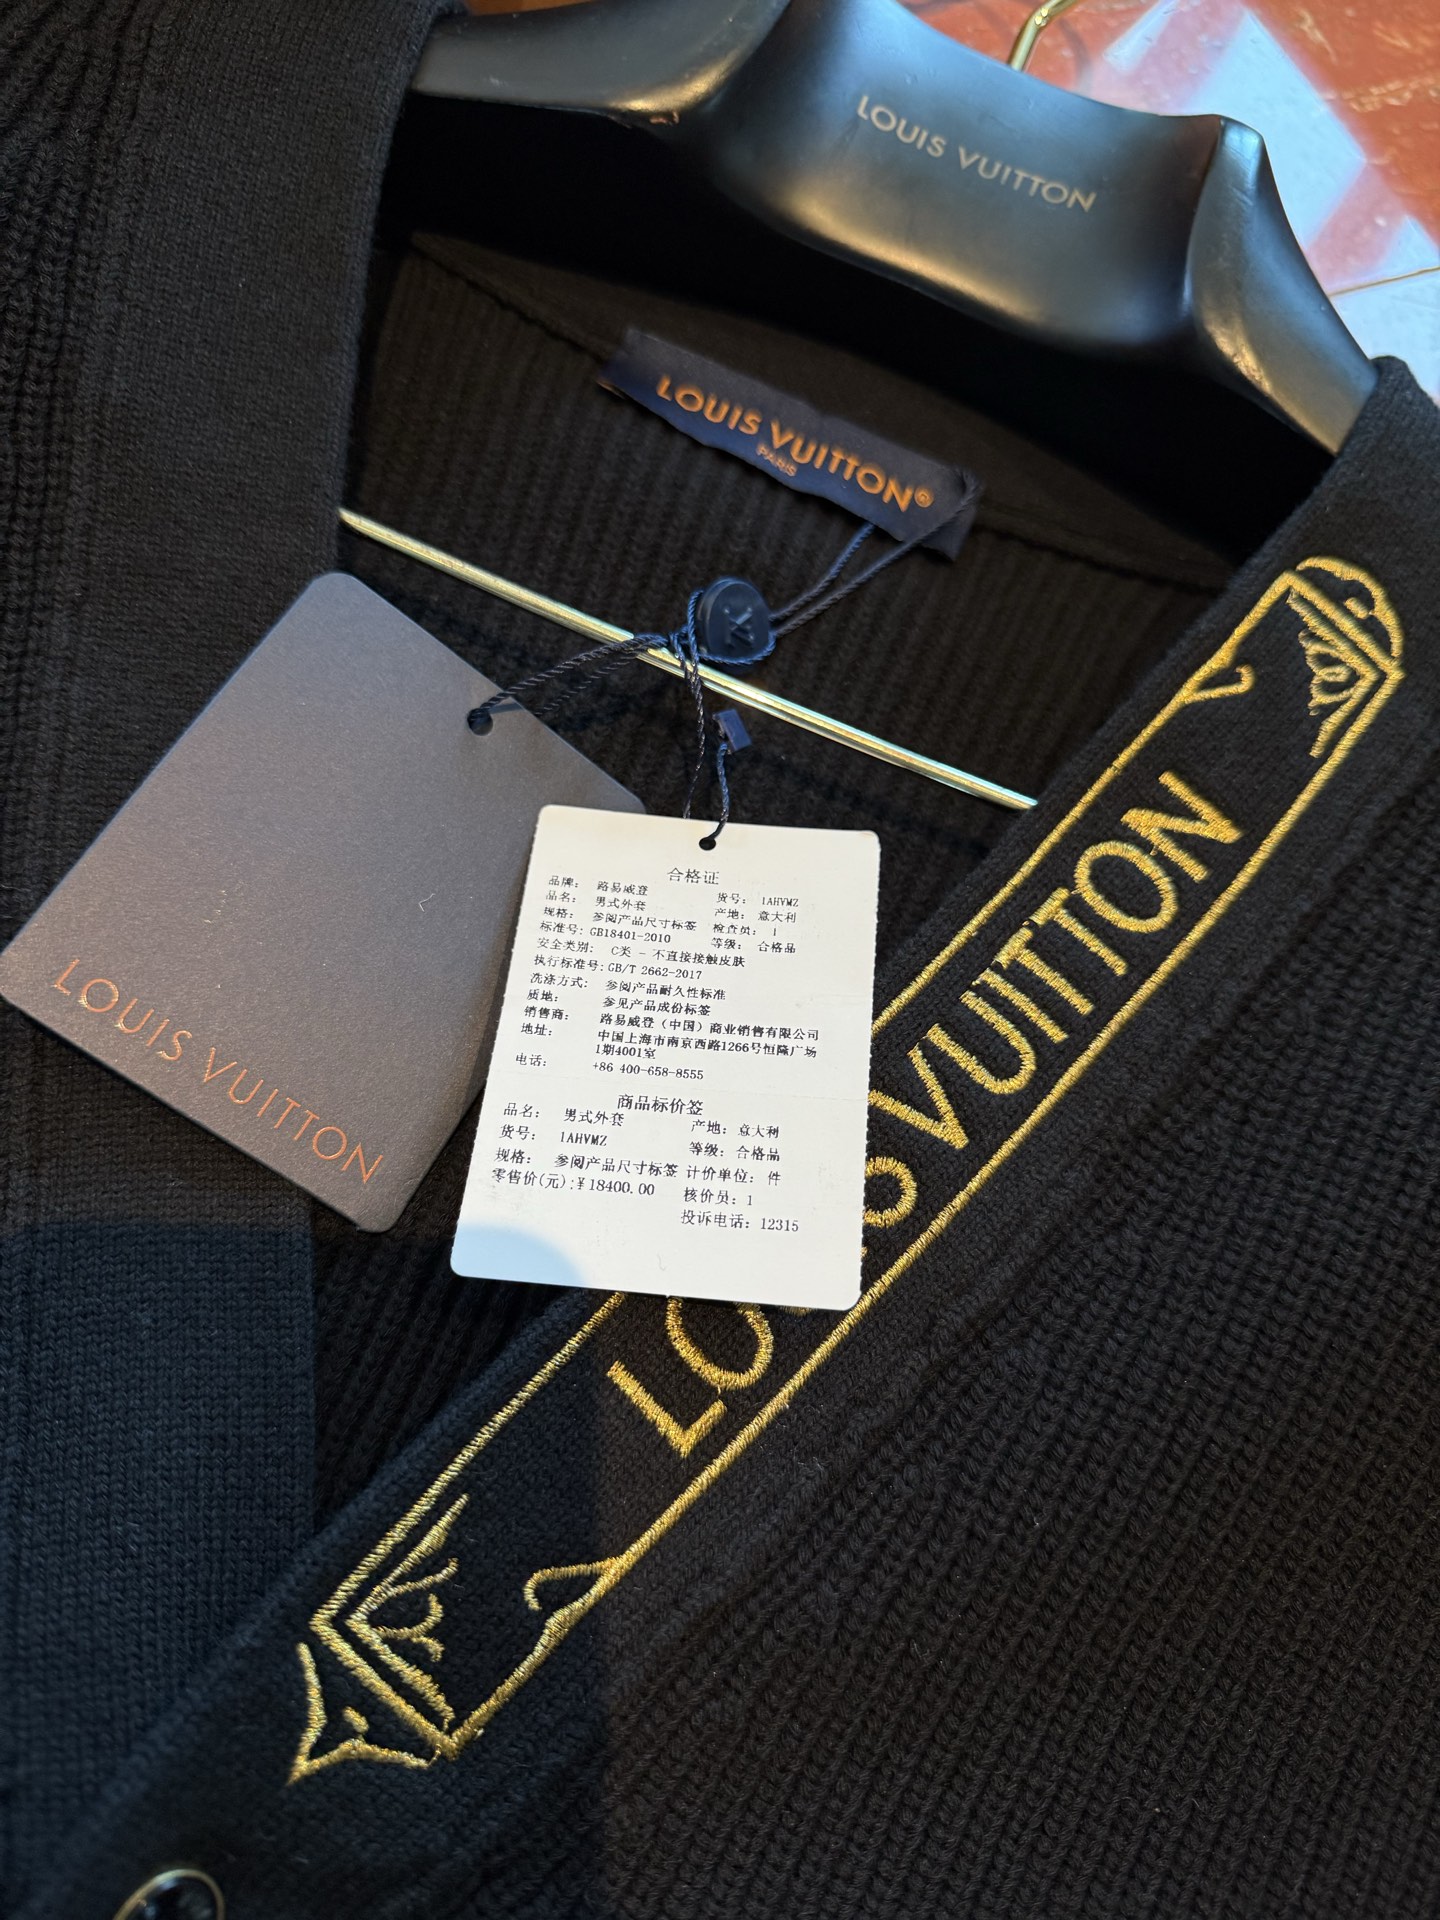 LOUIS VUITTON
LOUIS VUITTON®
PARIS
LOUIS VUITTON
合格证
品牌： 路易威登 货号： 1AHVMZ
品名： 男式外套 产地： 意大利
规格： 参阅产品尺寸标签 检查员： 1
标准号: GB18401-2010 等级： 合格品
安全类别： C类 - 不直接接触皮肤
执行标准号: GB/T 2662-2017
洗涤方式： 参阅产品耐久性标准
质地： 参见产品成份标签
销售商： 路易威登（中国）商业销售有限公司
地址： 中国上海市南京西路1266号恒隆广场
1期4001室
电话： +86 400-658-8555
商品标价签
品名： 男式外套 产地： 意大利
货号： 1AHVMZ 等级： 合格品
规格： 参阅产品尺寸标签 计价单位： 件
零售价(元):¥18400.00 核价员： 1
投诉电话： 12315
LO S VUITTON